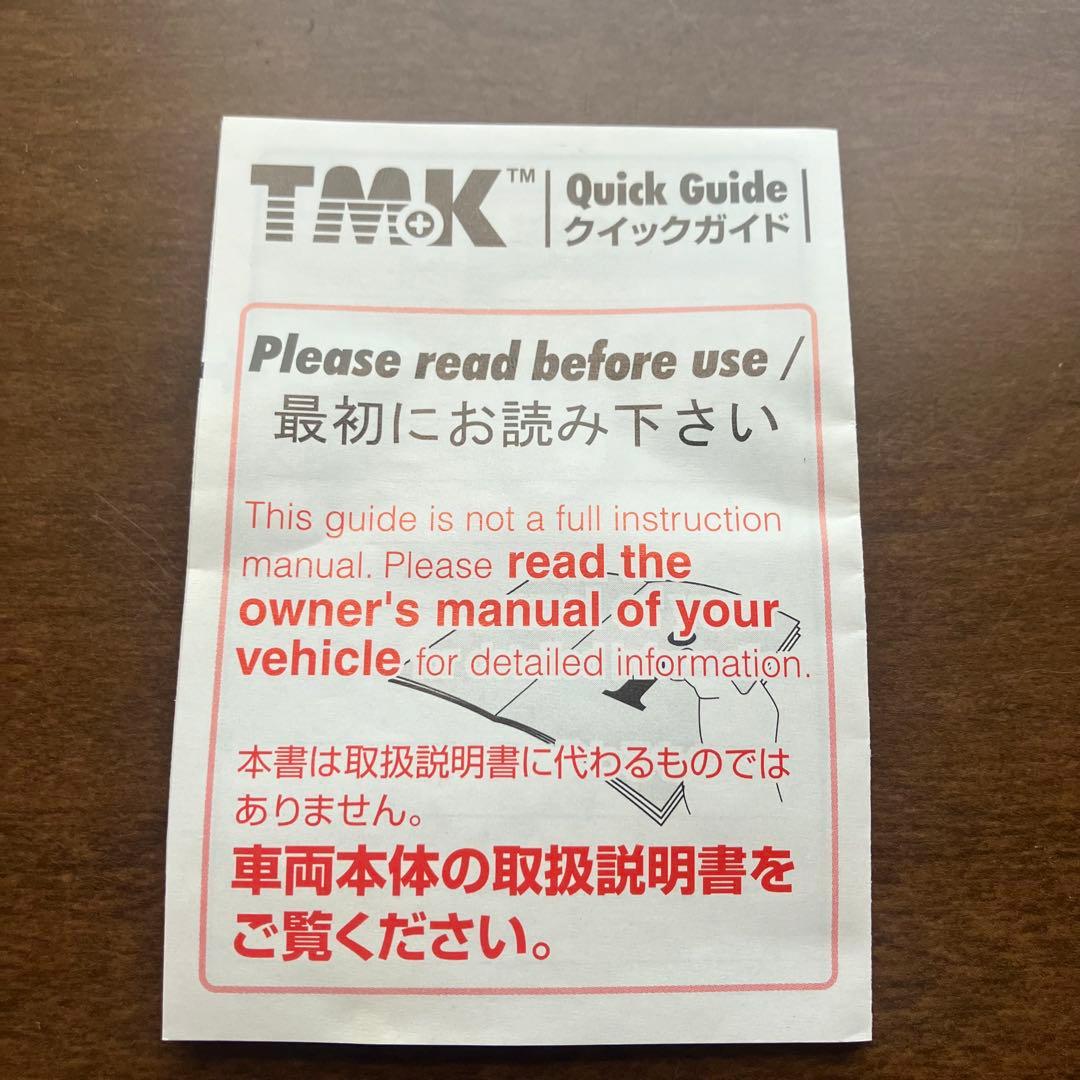 TM+K™
Quick Guide
クイックガイド
Please read before use /
最初にお読み下さい
This guide is not a full instruction
manual. Please read the
owner's manual of your
vehicle for detailed information.
本書は取扱説明書に代わるものでは
ありません。
車両本体の取扱説明書を
ご覧ください。